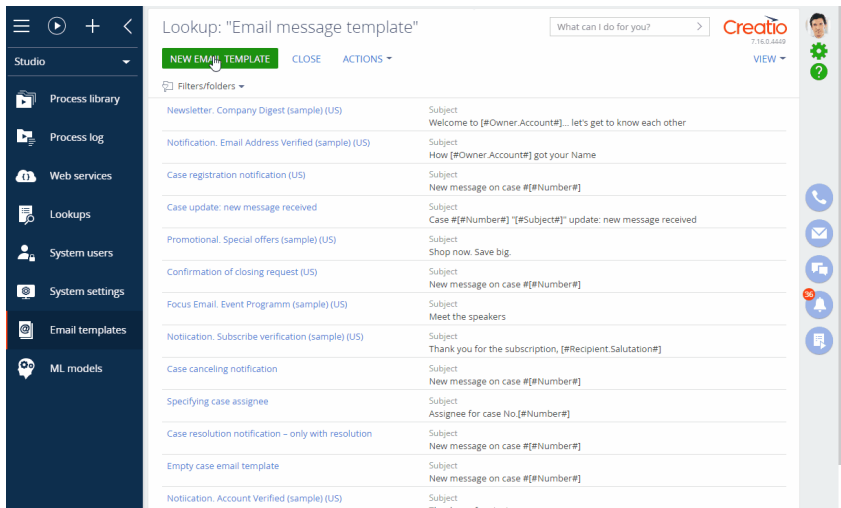 Lookup: "Email message template"
What can I do for you?
Creatio
7.16.0.4449
Studio
NEW EMAIL TEMPLATE
CLOSE
ACTIONS
VIEW
Filters/folders
Process library
Process log
Web services
Lookups
System users
System settings
Email templates
ML models
Newsletter. Company Digest (sample) (US)
Subject
Welcome to [#Owner.Account#]... let's get to know each other
Notification. Email Address Verified (sample) (US)
Subject
How [#Owner.Account#] got your Name
Case registration notification (US)
Subject
New message on case #[#Number#]
Case update: new message received
Subject
Case #[#Number#] "[#Subject#]" update: new message received
Promotional. Special offers (sample) (US)
Subject
Shop now. Save big.
Confirmation of closing request (US)
Subject
New message on case #[#Number#]
Focus Email. Event Programm (sample) (US)
Subject
Meet the speakers
Notiication. Subscribe verification (sample) (US)
Subject
Thank you for the subscription, [#Recipient.Salutation#]
Case canceling notification
Subject
New message on case #[#Number#]
Specifying case assignee
Subject
Assignee for case No.[#Number#]
Case resolution notification – only with resolution
Subject
New message on case #[#Number#]
Empty case email template
Subject
New message on case #[#Number#]
Notiication. Account Verified (sample) (US)
Subject
36